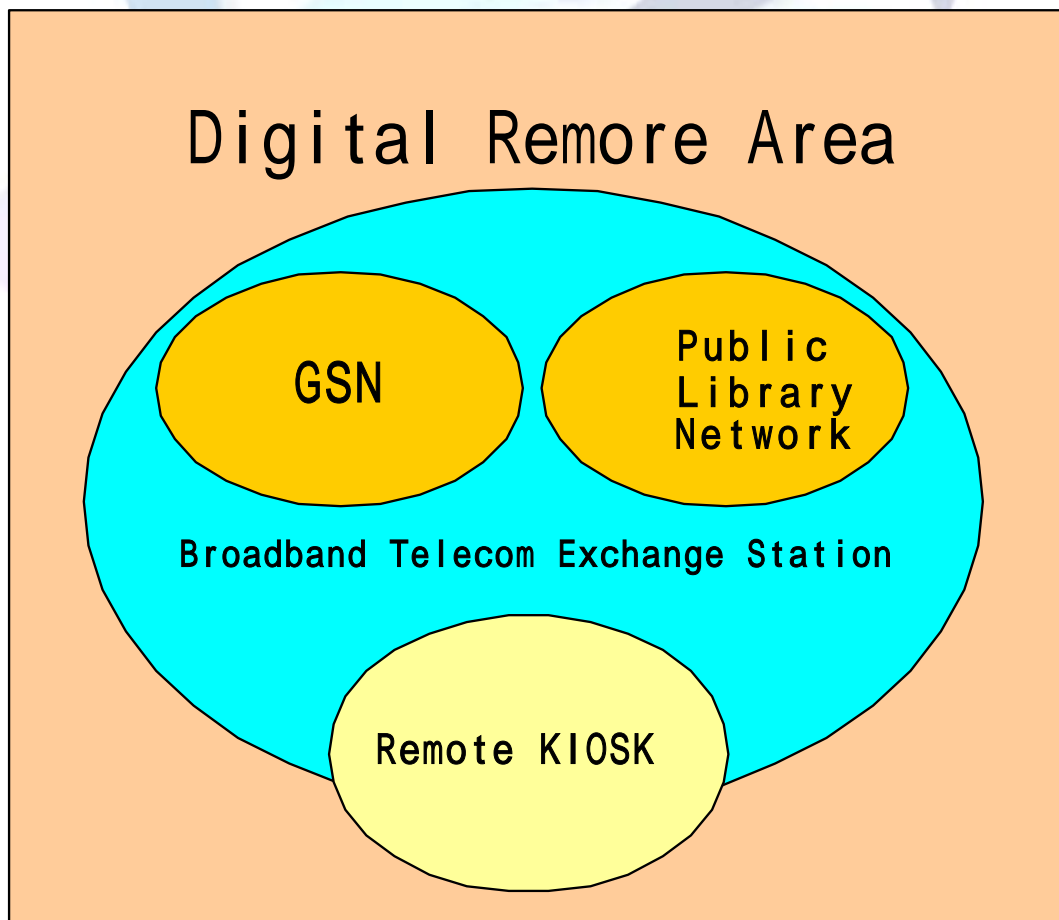 Digital Remore Area
GSN
Public
Library
Network
Broadband Telecom Exchange Station
Remote KIOSK